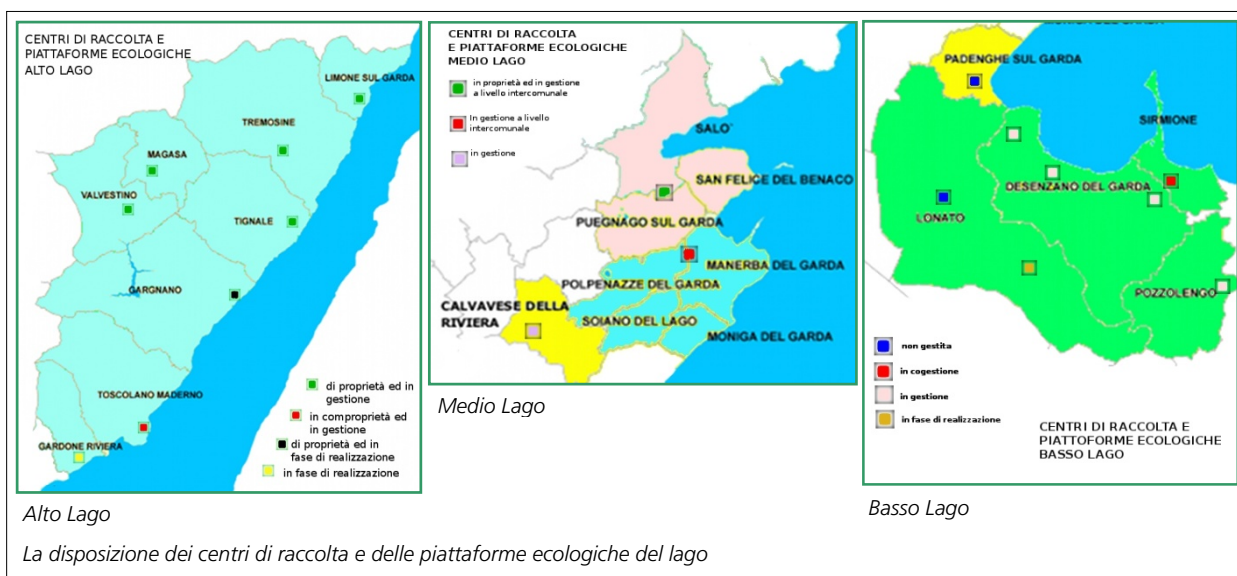 CENTRI DI RACCOLTA E
PIATTAFORME ECOLOGICHE
ALTO LAGO
LIMONE SUL GARDA
TREMOSINE
MAGASA
VALVESTINO
TIGNALE
GARGNANO
TOSCOLANO MADERNO
GARDONE RIVIERA
di proprietà ed in
gestione
in comproprietà ed
in gestione
di proprietà ed in
fase di realizzazione
in fase di realizzazione
Alto Lago
CENTRI DI RACCOLTA
E PIATTAFORME ECOLOGICHE
MEDIO LAGO
in proprietà ed in gestione
a livello intercomunale
In gestione a livello
intercomunale
in gestione
SALO'
SAN FELICE DEL BENACO
PUEGNAGO SUL GARDA
MANERBA DEL GARDA
POLPENAZZE DEL GARDA
CALVAVESE DELLA
RIVIERA
SOIANO DEL LAGO
MONIGA DEL GARDA
Medio Lago
MONIGA DEL GARDA
PADENGHE SUL GARDA
SIRMIONE
DESENZANO DEL GARDA
LONATO
POZZOLENGO
non gestita
in cogestione
in gestione
in fase di realizzazione
CENTRI DI RACCOLTA E
PIATTOFORME ECOLOGICHE
BASSO LAGO
Basso Lago
La disposizione dei centri di raccolta e delle piattaforme ecologiche del lago